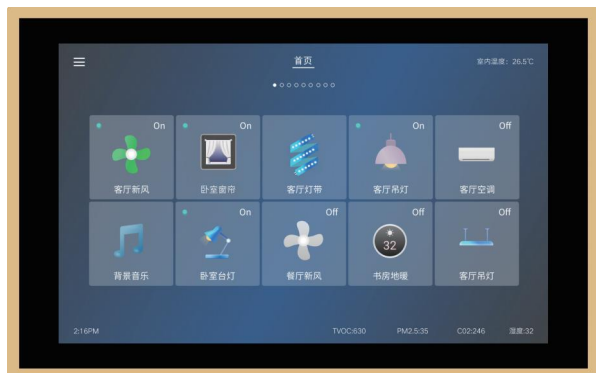 首页
室内温度：26.5℃
On
On
On
Off
客厅新风
卧室窗帘
客厅灯带
客厅吊灯
客厅空调
On
Off
Off
Off
32
背景音乐
卧室台灯
餐厅新风
书房地暖
客厅吊灯
2:16PM
TVOC:630
PM2.5:35
C02:246
湿度:32